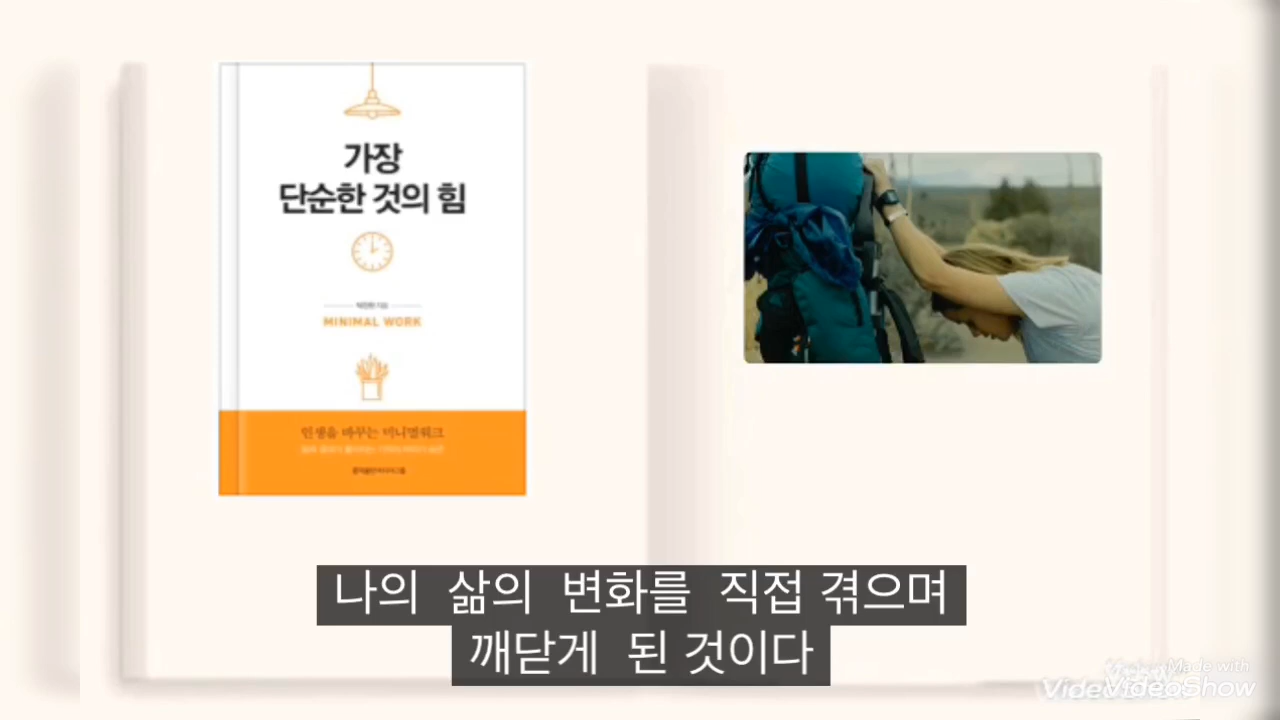 가장
단순한 것의 힘
MINIMAL WORK
인생을 바꾸는 미니멀워크
나의 삶의 변화를 직접 겪으며
깨닫게 된 것이다
Made with
VideoShow